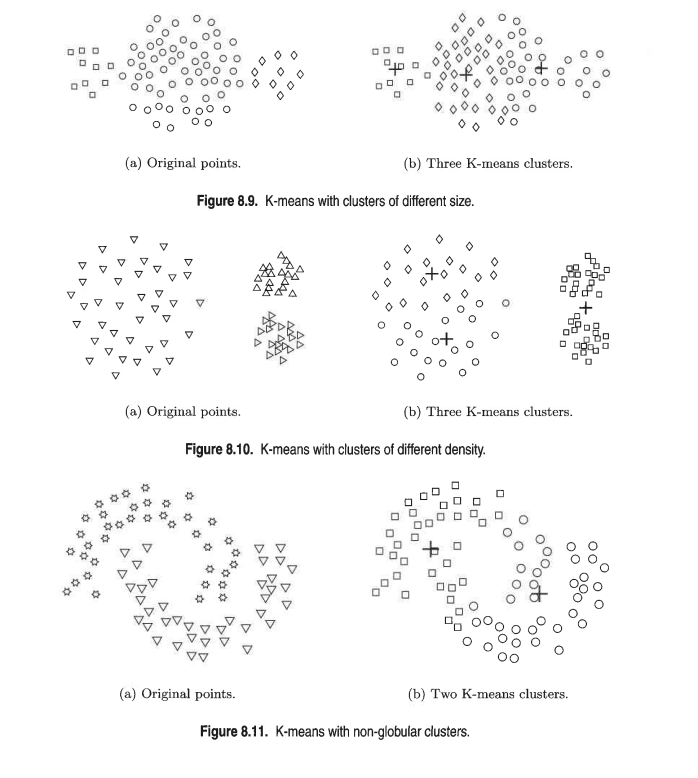 (a) Original points.
(b) Three K-means clusters.
Figure 8.9. K-means with clusters of different size.
(a) Original points.
(b) Three K-means clusters.
Figure 8.10. K-means with clusters of different density.
(a) Original points.
(b) Two K-means clusters.
Figure 8.11. K-means with non-globular clusters.